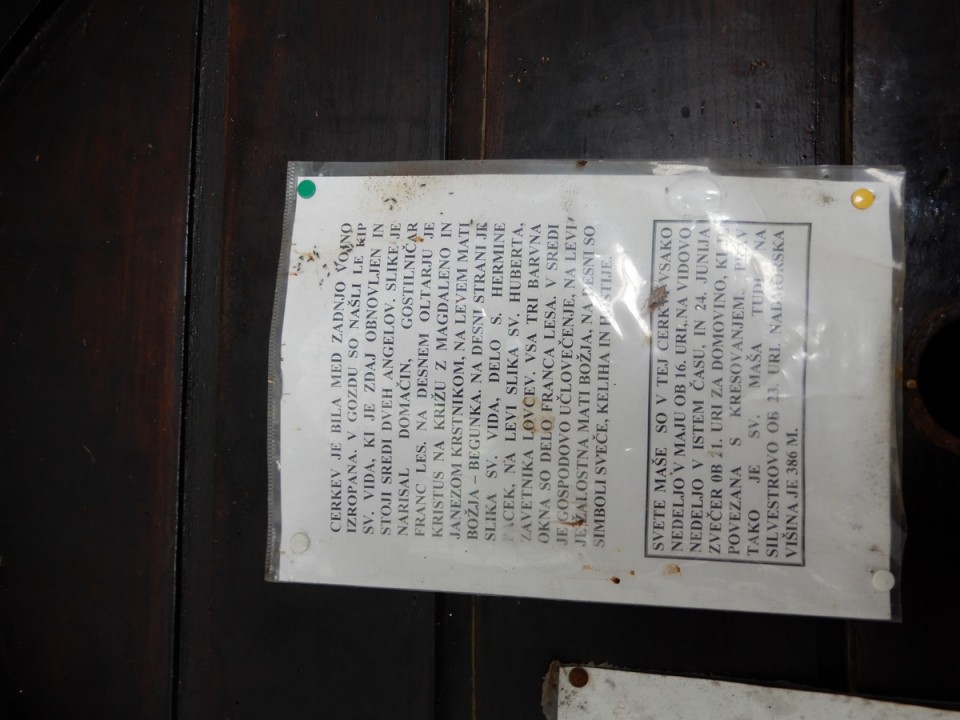 CERKEV JE BILA MED ZADNJO VOJNO
IZROPANA. V GOZDU SO NAŠLI LE KIP
SV. VIDA, KI JE ZDAJ OBNOVLJEN IN
STOJI SREDI DVEH ANGELOV. SLIKE JE
NARISAL DOMAČIN, GOSTILNIČAR
FRANC LES. NA DESNEM OLTARJU JE
KRISTUS NA KRIŽU Z MAGDALENO IN
JANEZOM KRSTNIKOM, NA LEVEM MATI
BOŽJA – BEGUNKA. NA DESNI STRANI JE
SLIKA SV. VIDA, DELO S. HERMINE
PACEK, NA LEVI SLIKA SV. HUBERTA,
ZAVETNIKA LOVCEV. VSA TRI BARVNA
OKNA SO DELO FRANCA LESA. V SREDI
JE GOSPODOVO UČLOVEČENJE, NA LEVI
JE ŽALOSTNA MATI BOŽJA, NA DESNI SO
SIMBOLI SVEČE, KELIHA IN HOSTIJE.
SVETE MAŠE SO V TEJ CERKVI VSAKO
NEDELJO V MAJU OB 16. URI, NA VIDOVO
NEDELJO V ISTEM ČASU, IN 24. JUNIJA
ZVEČER 0B 21. URI ZA DOMOVINO, KI JE
POVEZANA S KRESOVANJEM. PRAV
TAKO JE SV. MAŠA TUDI NA
SILVESTROVO OB 23. URI. NADMORSKA
VIŠINA JE 386 M.